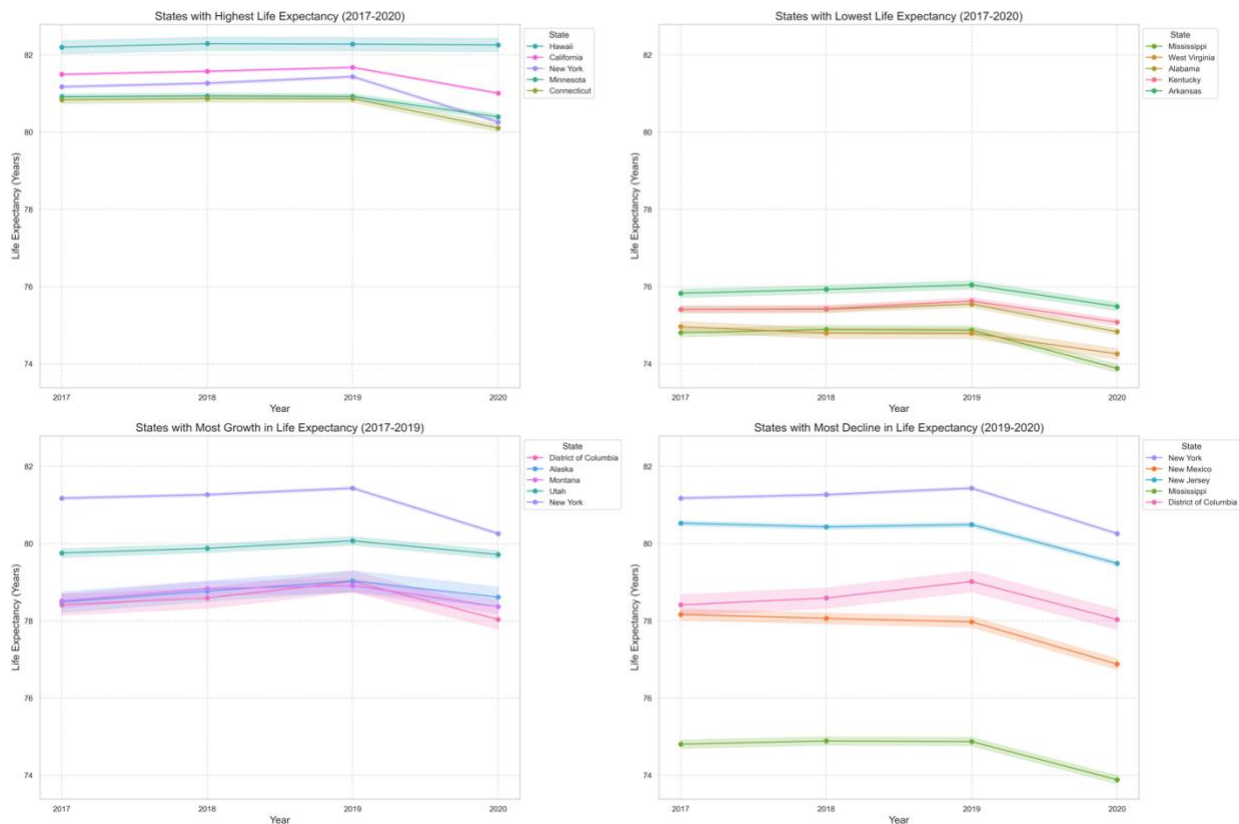 States with Highest Life Expectancy (2017-2020)
Life Expectancy (Years)
82
80
78
76
74
2017
2018
2019
2020
Year
State
Hawaii
California
New York
Minnesota
Connecticut
States with Lowest Life Expectancy (2017-2020)
Life Expectancy (Years)
82
80
78
76
74
2017
2018
2019
2020
Year
State
Mississippi
West Virginia
Alabama
Kentucky
Arkansas
States with Most Growth in Life Expectancy (2017-2019)
Life Expectancy (Years)
82
80
78
76
74
2017
2018
2019
2020
Year
State
District of Columbia
Alaska
Montana
Utah
New York
States with Most Decline in Life Expectancy (2019-2020)
Life Expectancy (Years)
82
80
78
76
74
2017
2018
2019
2020
Year
State
New York
New Mexico
New Jersey
Mississippi
District of Columbia